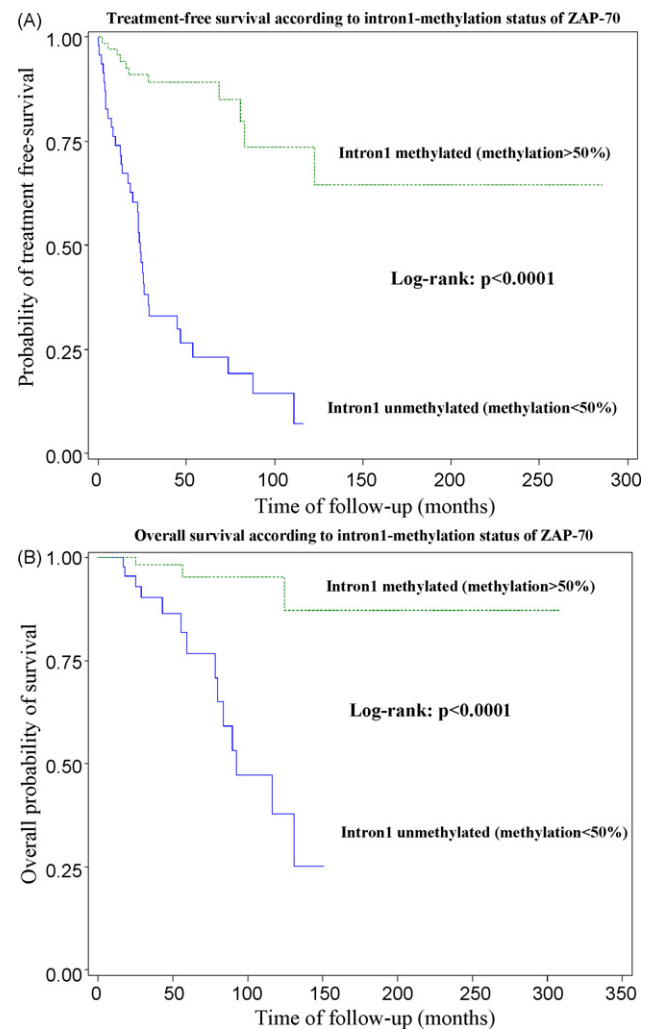 (A) Treatment-free survival according to intron1-methylation status of ZAP-70
1.00
0.75
0.50
0.25
0.00
Probability of treatment free-survival
Intron1 methylated (methylation>50%)
Log-rank: p<0.0001
Intron1 unmethylated (methylation<50%)
0 50 100 150 200 250 300
Time of follow-up (months)
(B) Overall survival according to intron1-methylation status of ZAP-70
1.00
0.75
0.50
0.25
0.00
Overall probability of survival
Intron1 methylated (methylation>50%)
Log-rank: p<0.0001
Intron1 unmethylated (methylation<50%)
0 50 100 150 200 250 300 350
Time of follow-up (months)